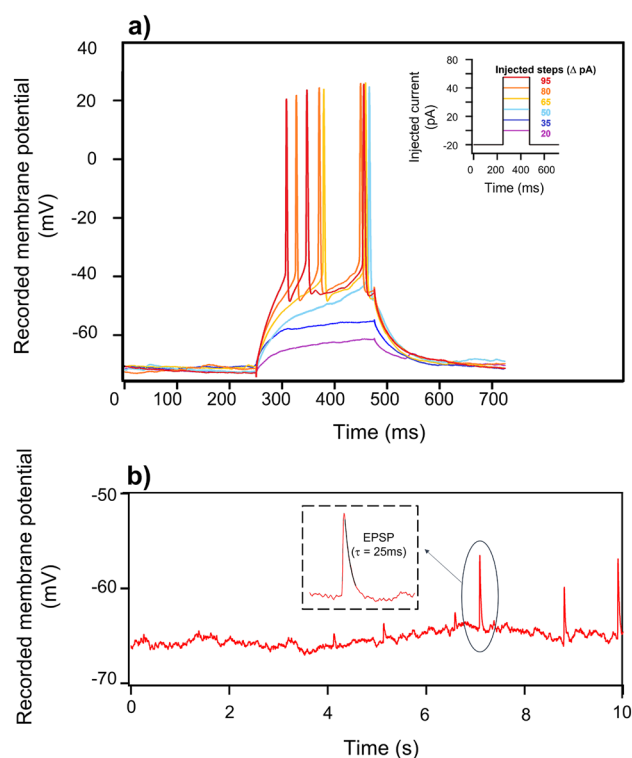 a)
Recorded membrane potential
(mV)
40
20
0
-20
-40
-60
0
100
200
300
400
500
600
700
Time (ms)
Injected current
(pA)
80
60
40
20
0
-20
Injected steps (Δ pA)
95
80
65
50
35
20
0
200
400
600
Time (ms)
b)
Recorded membrane potential
(mV)
-50
-60
-70
EPSP
(τ = 25ms)
0
2
4
6
8
10
Time (s)